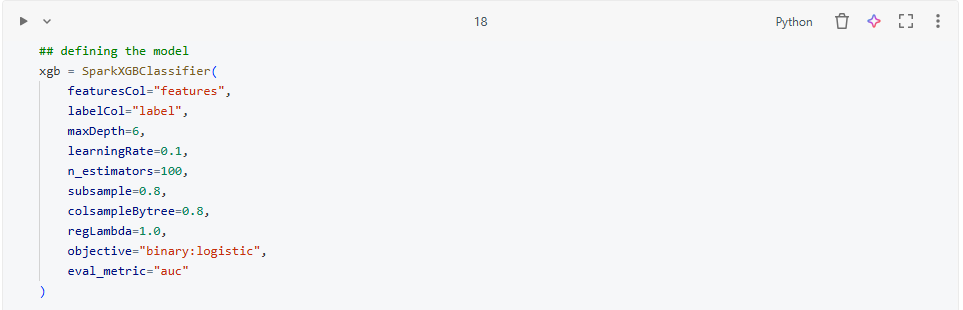 18
Python
## defining the model
xgb = SparkXGBClassifier(
    featuresCol="features",
    labelCol="label",
    maxDepth=6,
    learningRate=0.1,
    n_estimators=100,
    subsample=0.8,
    colsampleBytree=0.8,
    regLambda=1.0,
    objective="binary:logistic",
    eval_metric="auc"
)